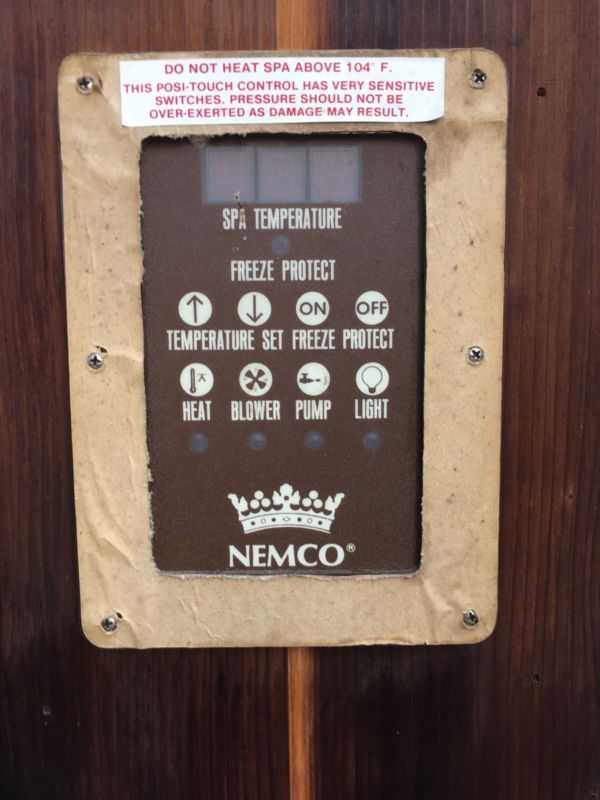 DO NOT HEAT SPA ABOVE 104° F.
THIS POSI-TOUCH CONTROL HAS VERY SENSITIVE
SWITCHES. PRESSURE SHOULD NOT BE
OVER-EXERTED AS DAMAGE MAY RESULT.
SPA TEMPERATURE
FREEZE PROTECT
ON OFF
TEMPERATURE SET FREEZE PROTECT
HEAT BLOWER PUMP LIGHT
NEMCO®